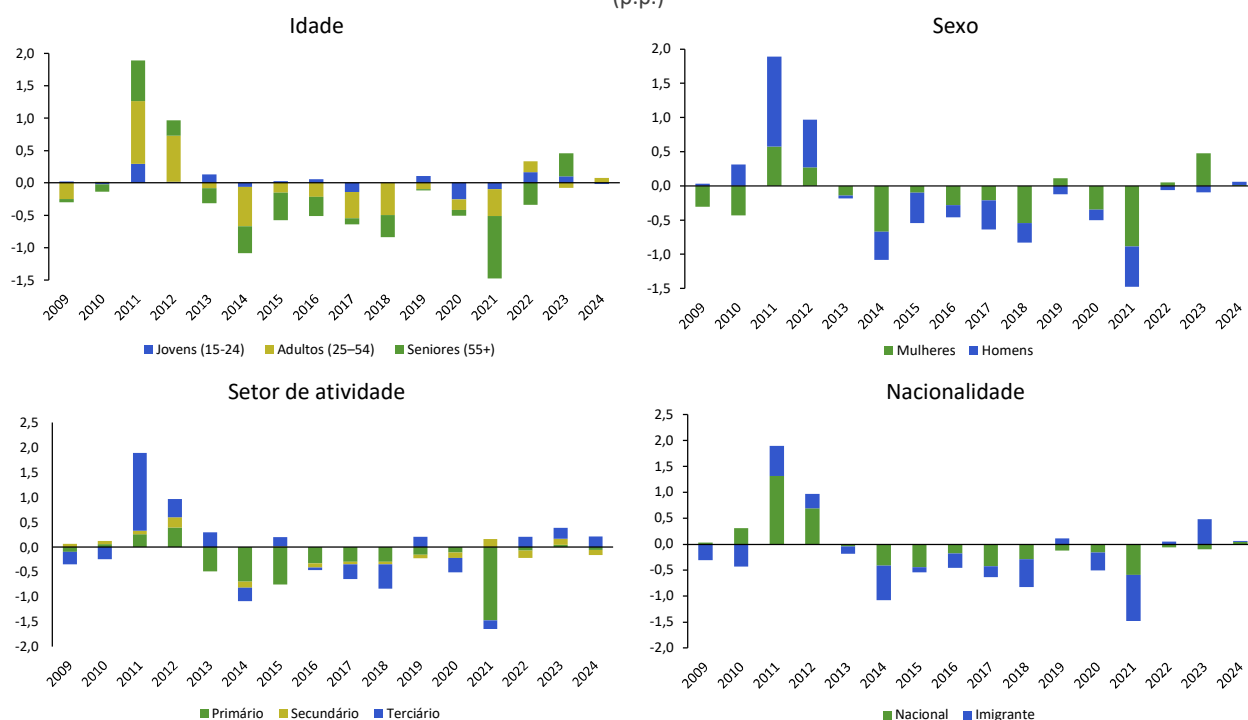 (p.p.)
Idade
2,0
1,5
1,0
0,5
0,0
-0,5
-1,0
-1,5
2009 2010 2011 2012 2013 2014 2015 2016 2017 2018 2019 2020 2021 2022 2023 2024
Jovens (15-24) Adultos (25–54) Seniores (55+)
Sexo
2,0
1,5
1,0
0,5
0,0
-0,5
-1,0
-1,5
2009 2010 2011 2012 2013 2014 2015 2016 2017 2018 2019 2020 2021 2022 2023 2024
Mulheres Homens
Setor de atividade
2,5
2,0
1,5
1,0
0,5
0,0
-0,5
-1,0
-1,5
-2,0
2009 2010 2011 2012 2013 2014 2015 2016 2017 2018 2019 2020 2021 2022 2023 2024
Primário Secundário Terciário
Nacionalidade
2,5
2,0
1,5
1,0
0,5
0,0
-0,5
-1,0
-1,5
-2,0
2009 2010 2011 2012 2013 2014 2015 2016 2017 2018 2019 2020 2021 2022 2023 2024
Nacional Imigrante